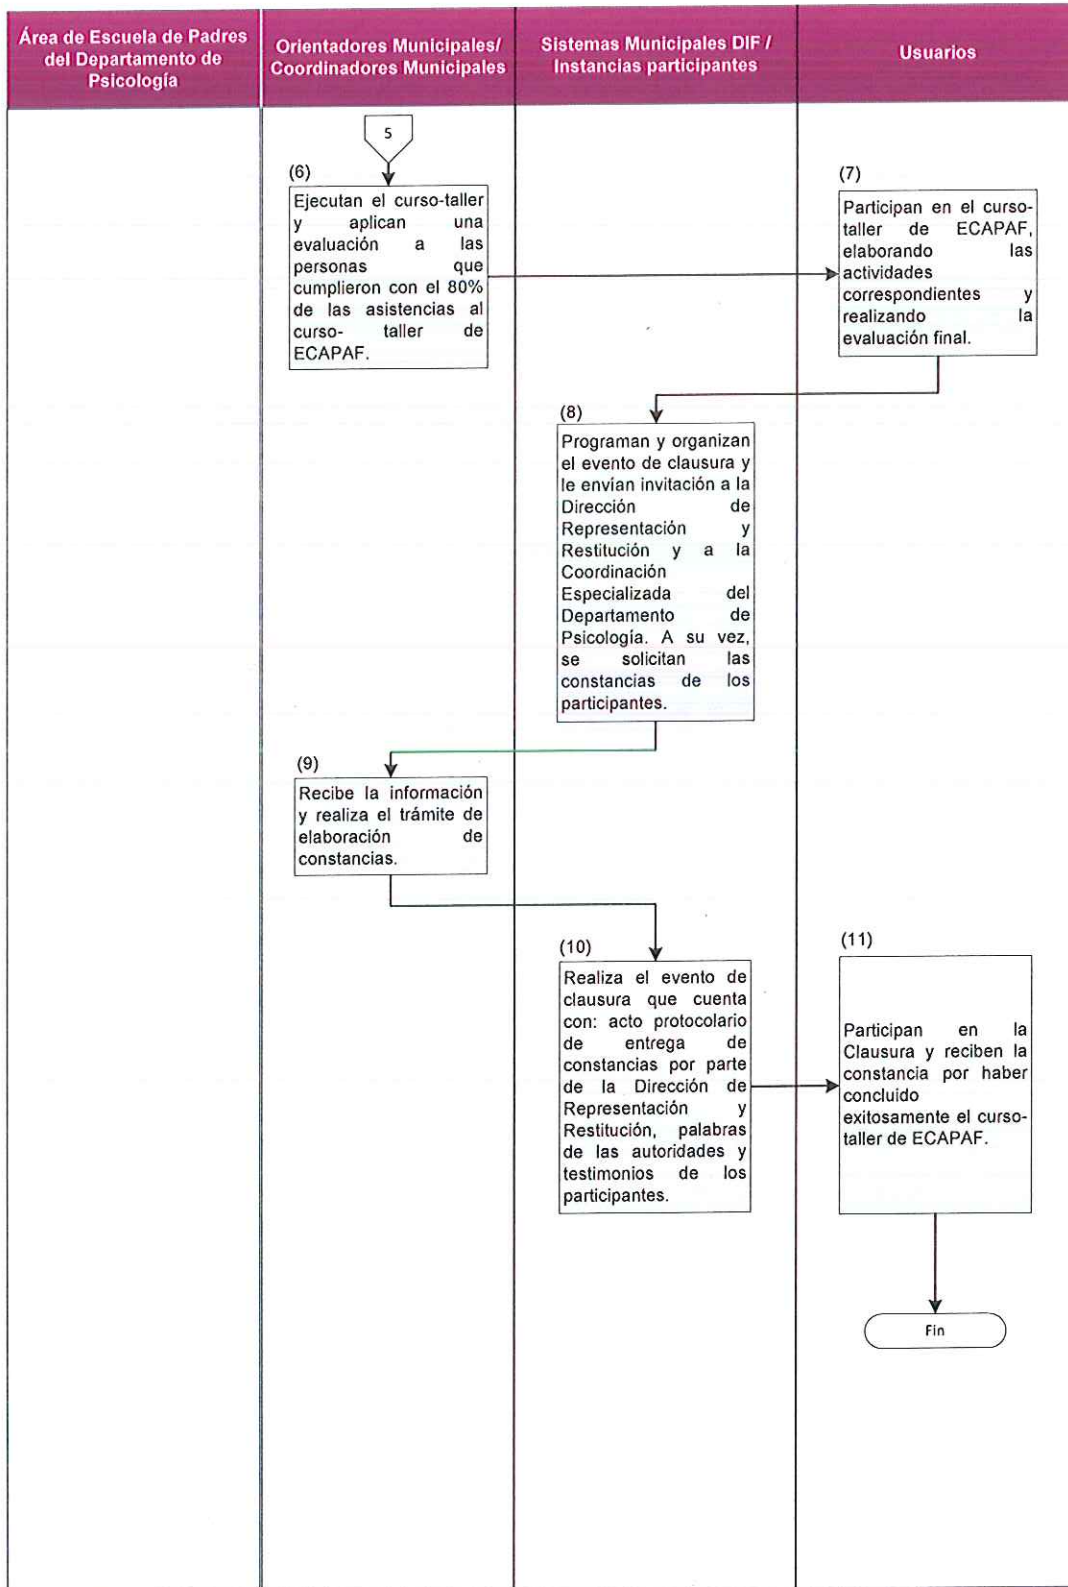 Área de Escuela de Padres
del Departamento de
Psicología
Orientadores Municipales/
Coordinadores Municipales
Sistemas Municipales DIF /
Instancias participantes
Usuarios
5
(6)
Ejecutan el curso-taller
y aplican una
evaluación a las
personas que
cumplieron con el 80%
de las asistencias al
curso- taller de
ECAPAF.
(7)
Participan en el curso-
taller de ECAPAF,
elaborando las
actividades
correspondientes y
realizando la
evaluación final.
(8)
Programan y organizan
el evento de clausura y
le envían invitación a la
Dirección de
Representación y
Restitución y a la
Coordinación
Especializada del
Departamento de
Psicología. A su vez,
se solicitan las
constancias de los
participantes.
(9)
Recibe la información
y realiza el trámite de
elaboración de
constancias.
(10)
Realiza el evento de
clausura que cuenta
con: acto protocolario
de entrega de
constancias por parte
de la Dirección de
Representación y
Restitución, palabras
de las autoridades y
testimonios de los
participantes.
(11)
Participan en la
Clausura y reciben la
constancia por haber
concluido
exitosamente el curso-
taller de ECAPAF.
Fin